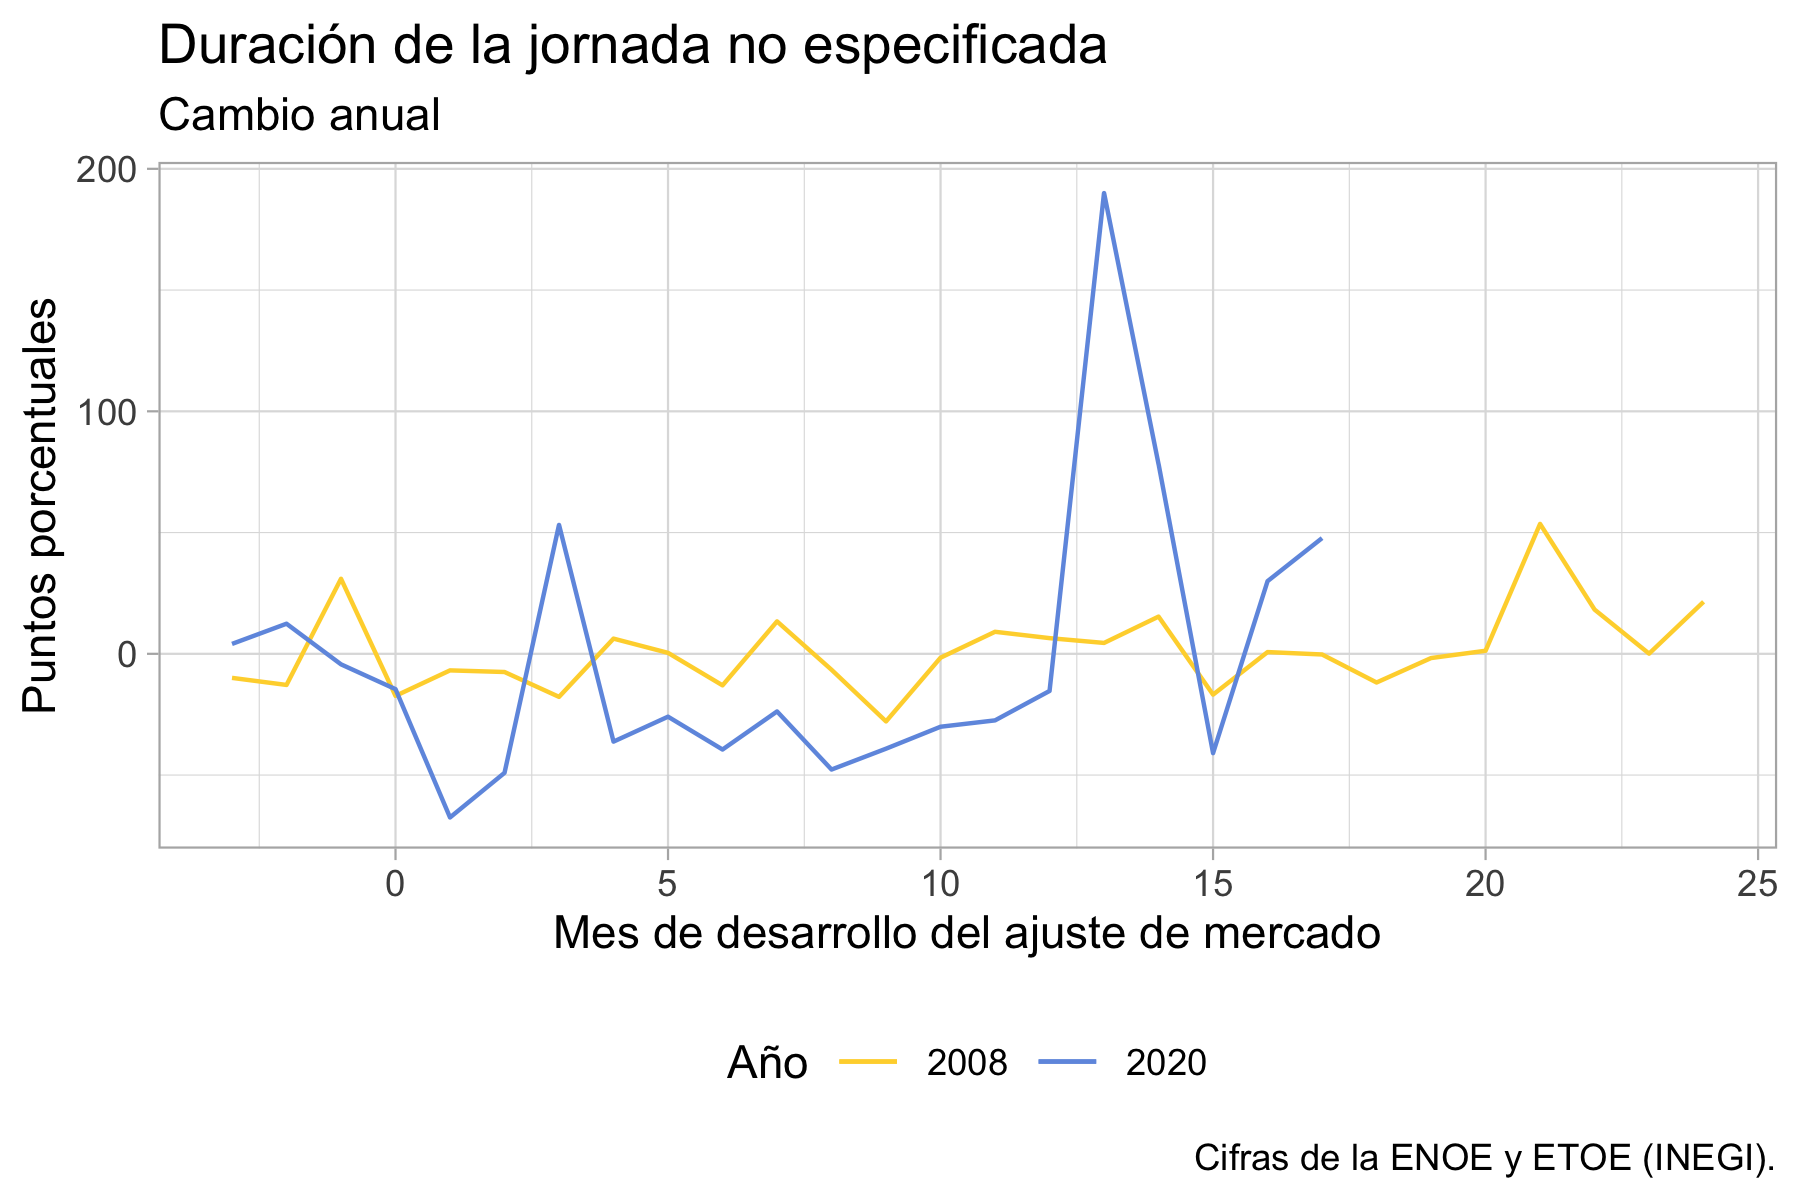 Duración de la jornada no especificada
Cambio anual
200
100
0
Puntos porcentuales
0 5 10 15 20 25
Mes de desarrollo del ajuste de mercado
Año 2008 2020
Cifras de la ENOE y ETOE (INEGI).